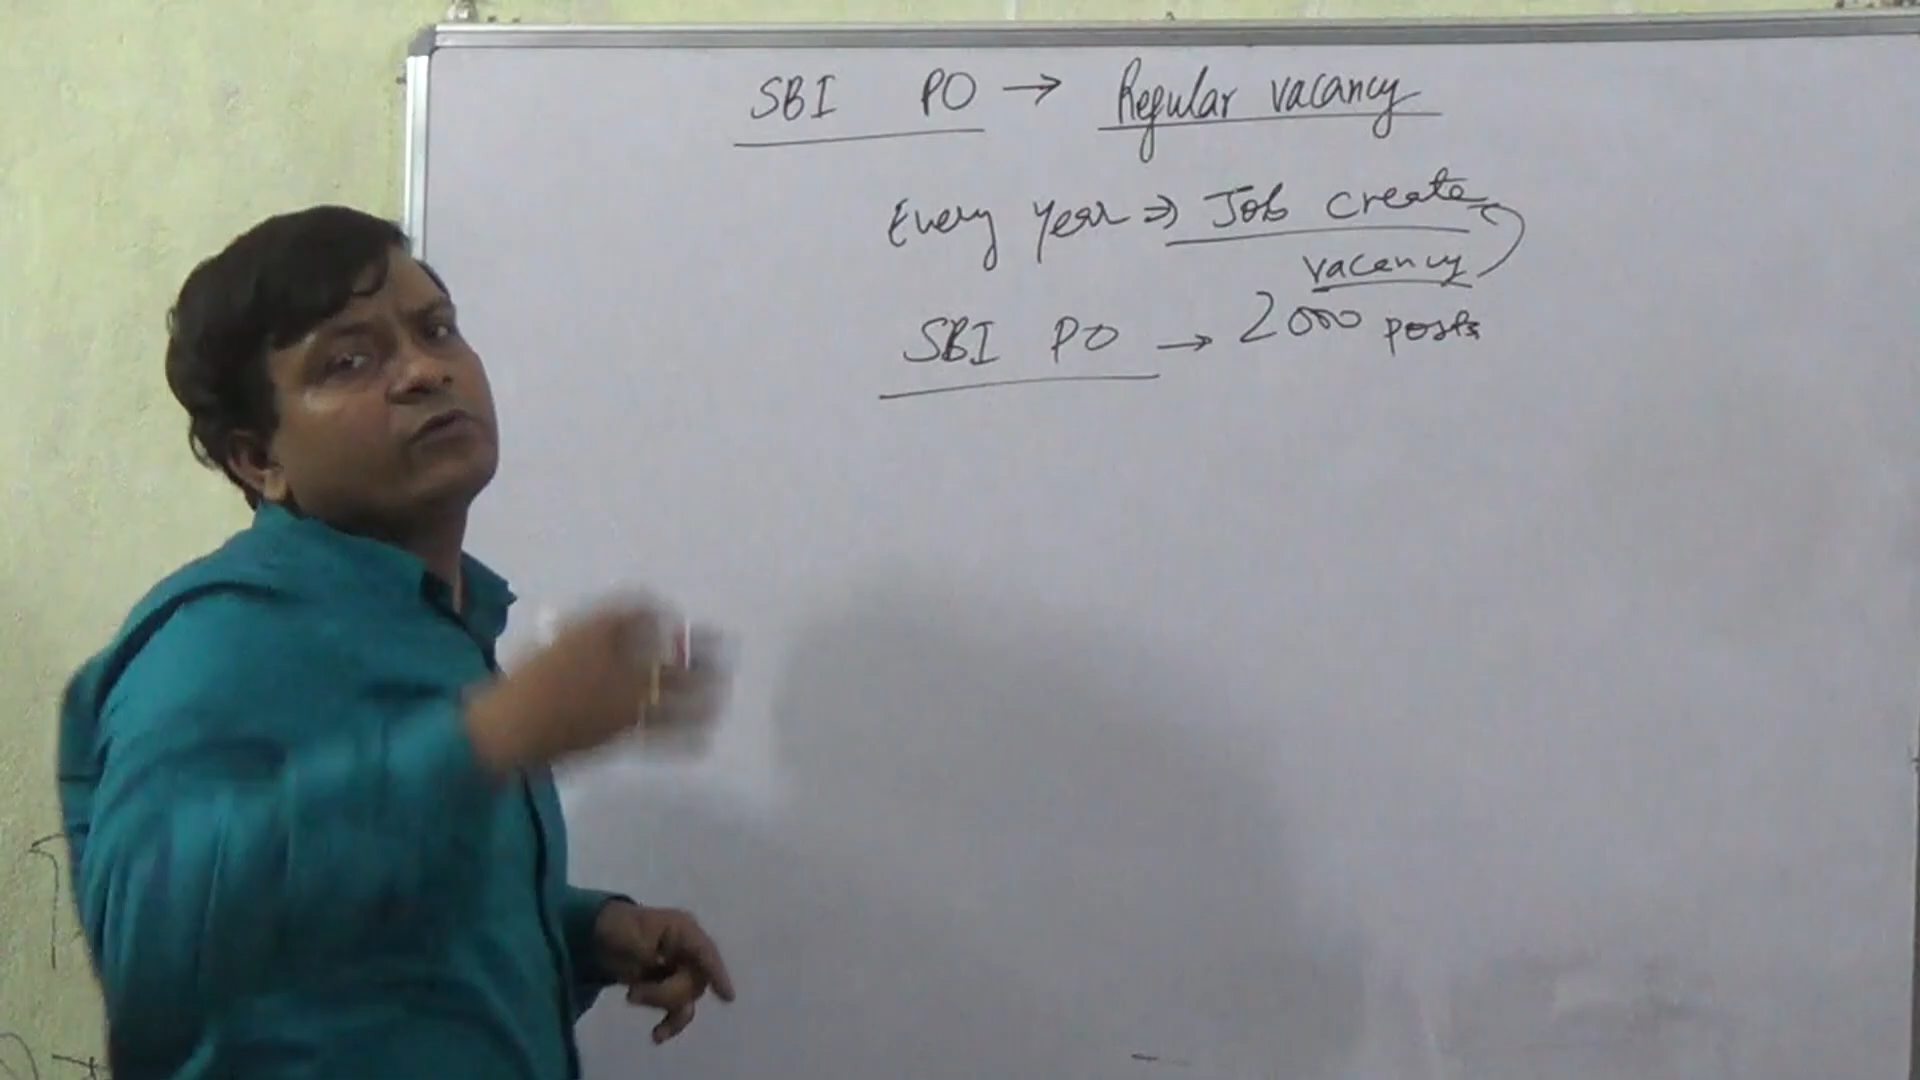 SBI PO → Regular vacancy
Every year ⇒ Job create
vacancy
SBI PO → 2000 posts